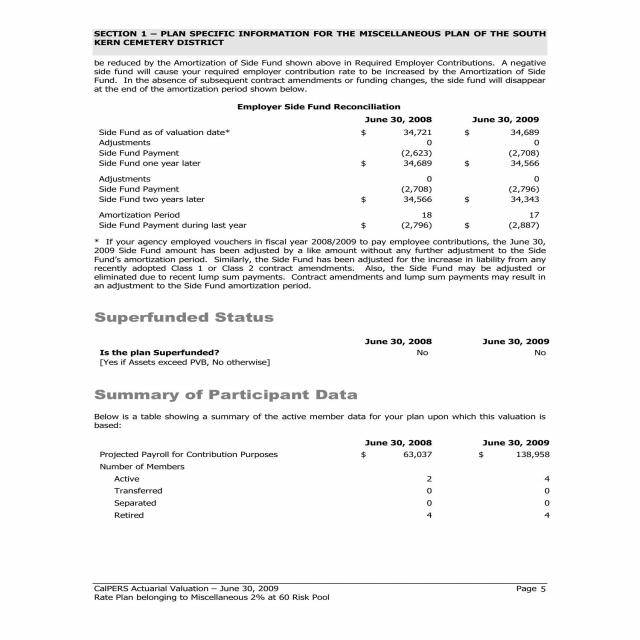 SECTION 1 – PLAN SPECIFIC INFORMATION FOR THE MISCELLANEOUS PLAN OF THE SOUTH
KERN CEMETERY DISTRICT
be reduced by the Amortization of Side Fund shown above in Required Employer Contributions. A negative
side fund will cause your required employer contribution rate to be increased by the Amortization of Side
Fund. In the absence of subsequent contract amendments or funding changes, the side fund will disappear
at the end of the amortization period shown below.
Employer Side Fund Reconciliation
June 30, 2008 June 30, 2009
Side Fund as of valuation date* $ 34,721 $ 34,689
Adjustments 0 0
Side Fund Payment (2,623) (2,708)
Side Fund one year later $ 34,689 $ 34,566
Adjustments 0 0
Side Fund Payment (2,708) (2,796)
Side Fund two years later $ 34,566 $ 34,343
Amortization Period 18 17
Side Fund Payment during last year $ (2,796) $ (2,887)
* If your agency employed vouchers in fiscal year 2008/2009 to pay employee contributions, the June 30,
2009 Side Fund amount has been adjusted by a like amount without any further adjustment to the Side
Fund's amortization period. Similarly, the Side Fund has been adjusted for the increase in liability from any
recently adopted Class 1 or Class 2 contract amendments. Also, the Side Fund may be adjusted or
eliminated due to recent lump sum payments. Contract amendments and lump sum payments may result in
an adjustment to the Side Fund amortization period.
Superfunded Status
June 30, 2008 June 30, 2009
Is the plan Superfunded? No No
[Yes if Assets exceed PVB, No otherwise]
Summary of Participant Data
Below is a table showing a summary of the active member data for your plan upon which this valuation is
based:
June 30, 2008 June 30, 2009
Projected Payroll for Contribution Purposes $ 63,037 $ 138,958
Number of Members
Active 2 4
Transferred 0 0
Separated 0 0
Retired 4 4
CalPERS Actuarial Valuation – June 30, 2009 Page 5
Rate Plan belonging to Miscellaneous 2% at 60 Risk Pool